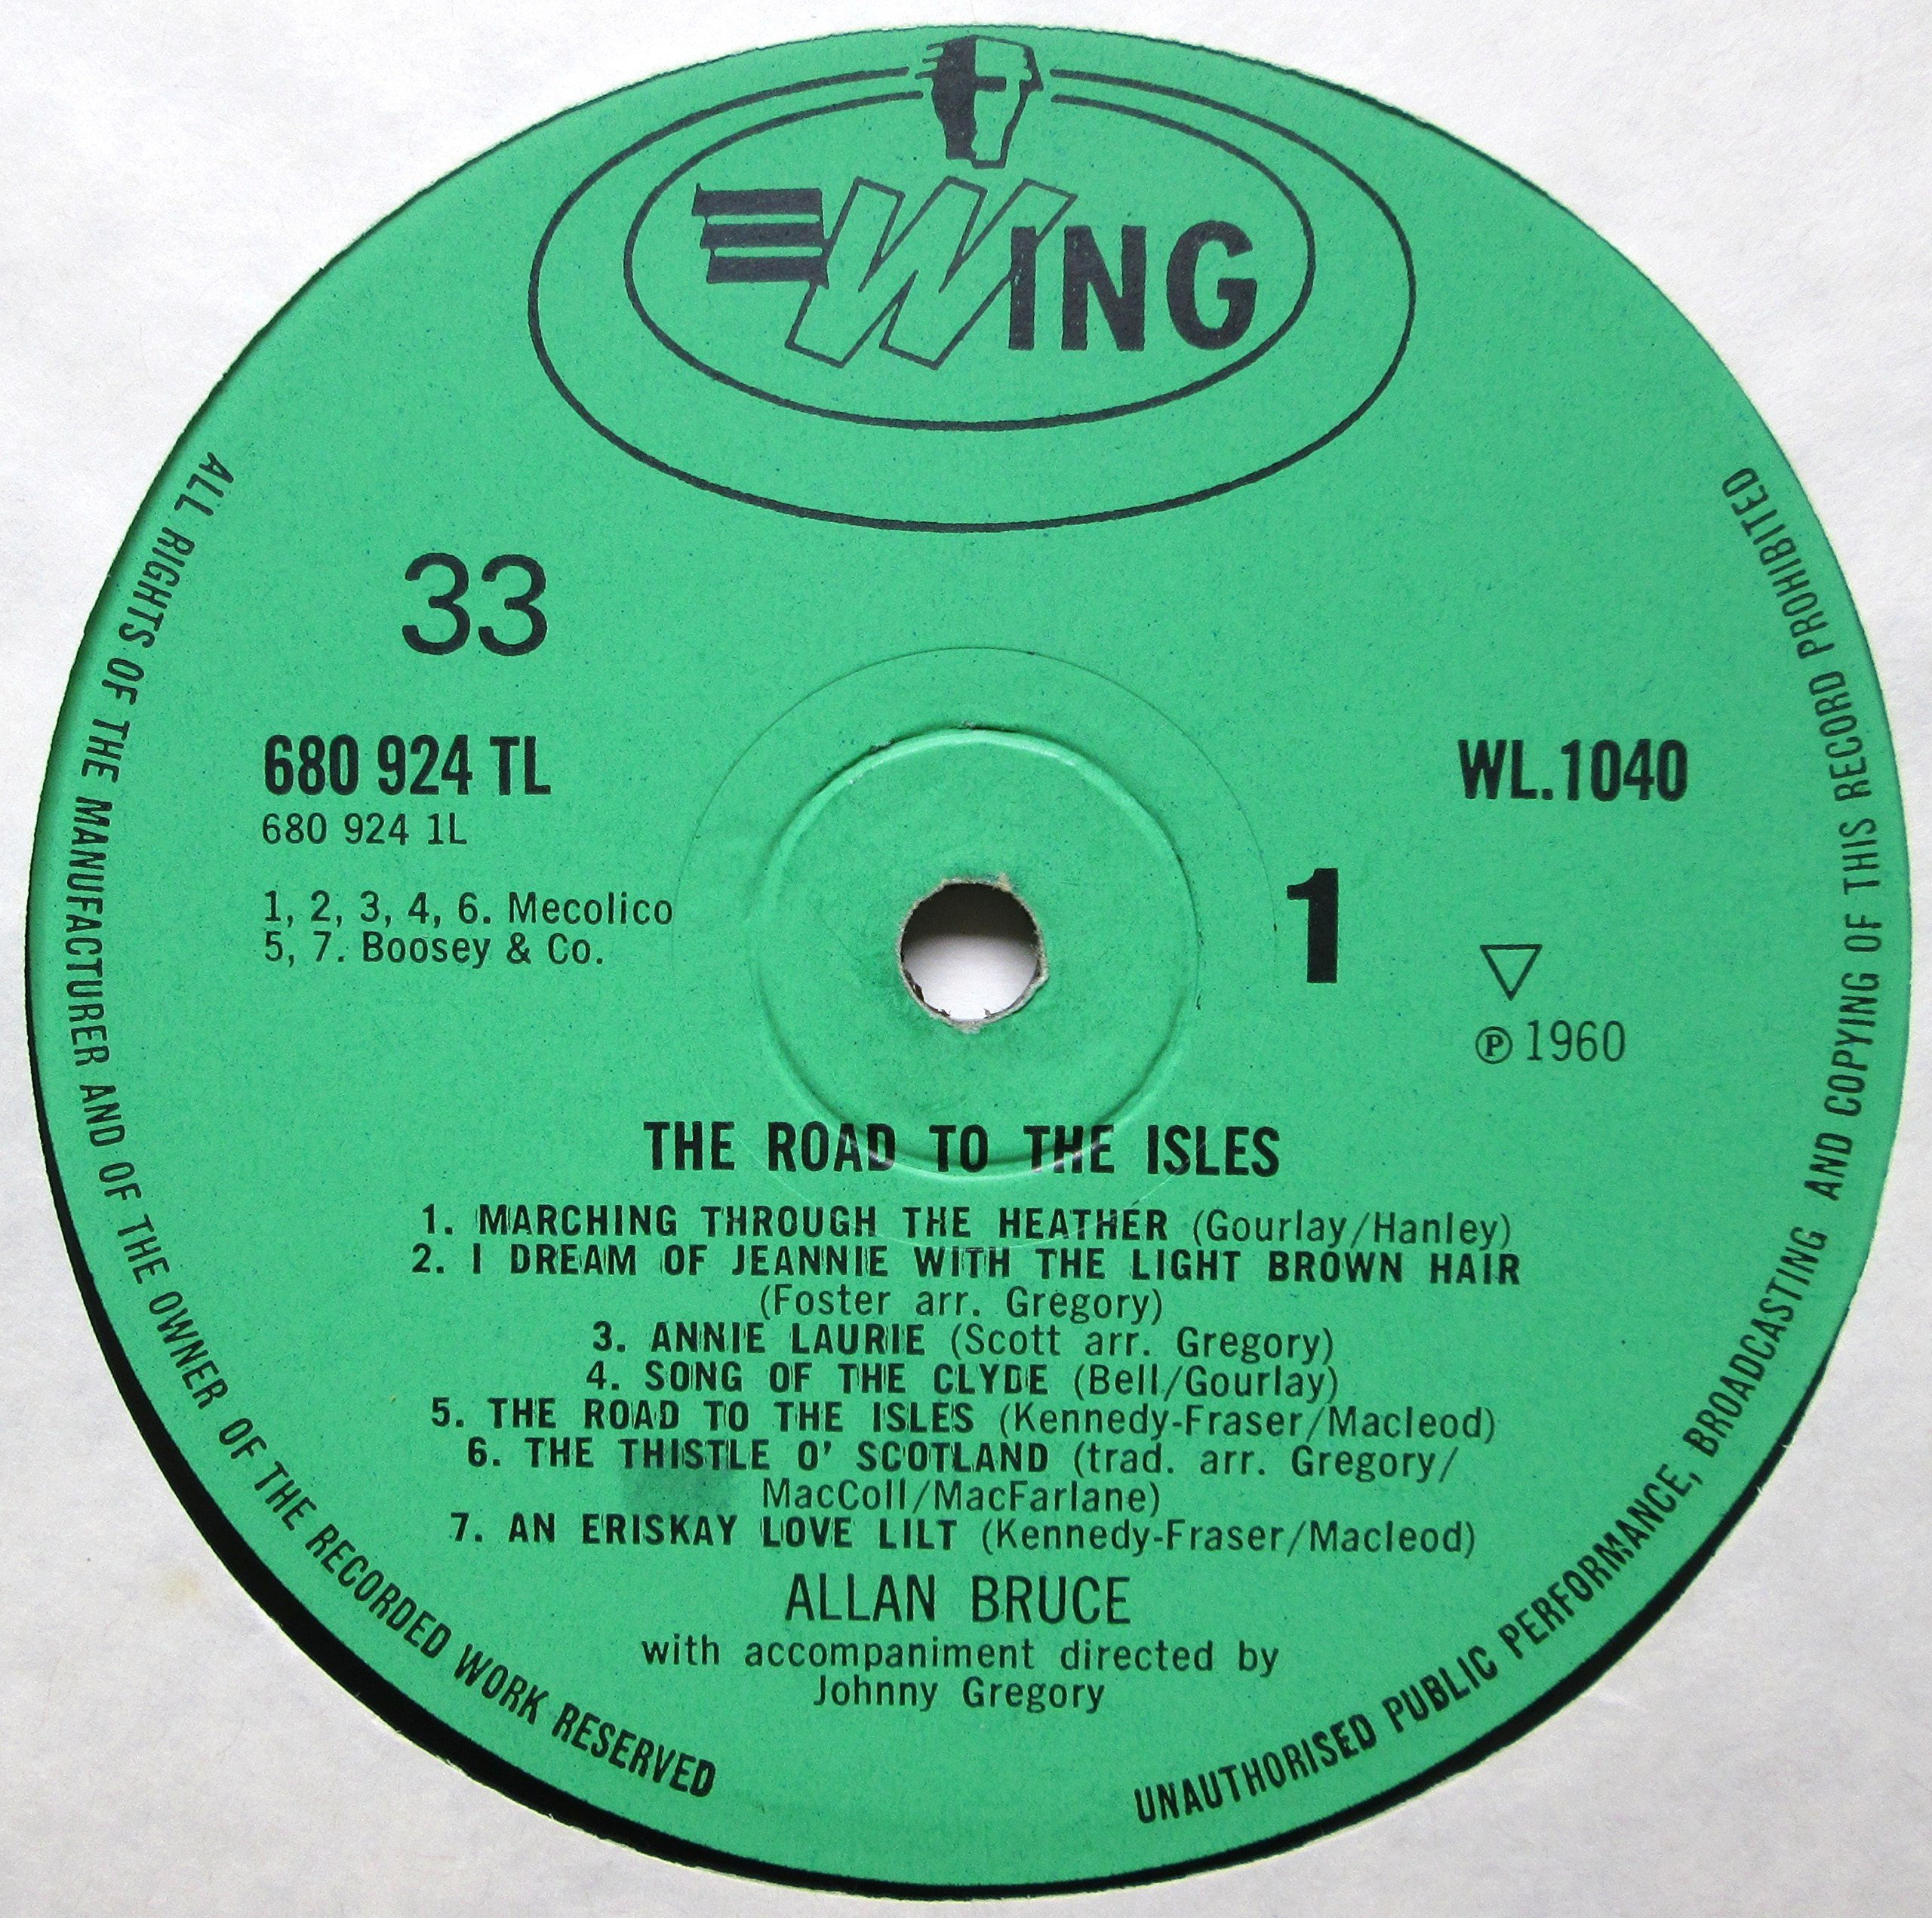 WING
33
680 924 TL
680 924 1L
WL.1040
1, 2, 3, 4, 6. Mecolico
5, 7. Boosey & Co.
1
℗ 1960
THE ROAD TO THE ISLES
1. MARCHING THROUGH THE HEATHER (Gourlay/Hanley)
2. I DREAM OF JEANNIE WITH THE LIGHT BROWN HAIR
(Foster arr. Gregory)
3. ANNIE LAURIE (Scott arr. Gregory)
4. SONG OF THE CLYDE (Bell/Gourlay)
5. THE ROAD TO THE ISLES (Kennedy-Fraser/Macleod)
6. THE THISTLE O' SCOTLAND (trad. arr. Gregory/
MacColl/MacFarlane)
7. AN ERISKAY LOVE LILT (Kennedy-Fraser/Macleod)
ALLAN BRUCE
with accompaniment directed by
Johnny Gregory
ALL RIGHTS OF THE MANUFACTURER AND OF THE OWNER OF THE RECORDED WORK RESERVED
UNAUTHORISED PUBLIC PERFORMANCE, BROADCASTING AND COPYING OF THIS RECORD PROHIBITED